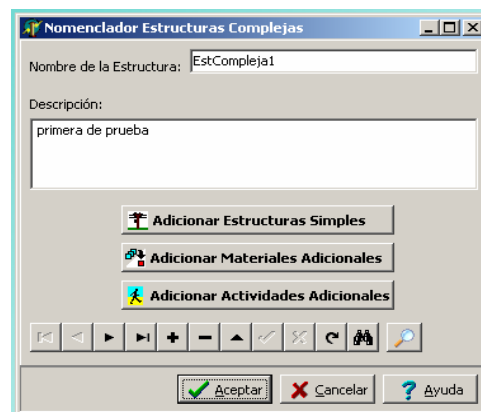 Nomenclador Estructuras Complejas
Nombre de la Estructura: EstCompleja1
Descripción:
primera de prueba
Adicionar Estructuras Simples
Adicionar Materiales Adicionales
Adicionar Actividades Adicionales
Aceptar Cancelar Ayuda